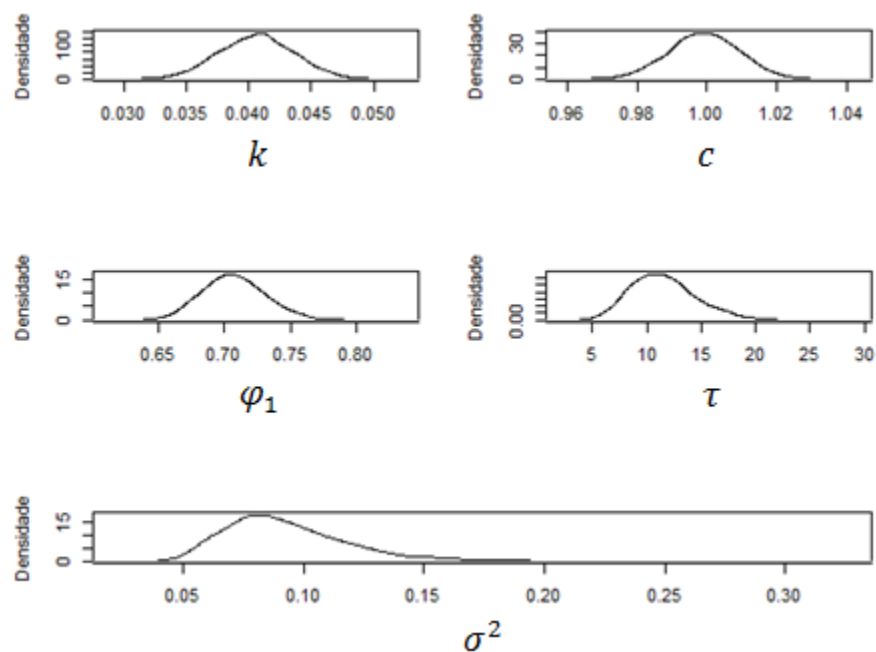 Densidade
100
0
0.030 0.035 0.040 0.045 0.050
k
Densidade
30
0
0.96 0.98 1.00 1.02 1.04
c
Densidade
15
0
0.65 0.70 0.75 0.80
φ₁
Densidade
0.00
5 10 15 20 25 30
τ
Densidade
15
0
0.05 0.10 0.15 0.20 0.25 0.30
σ²